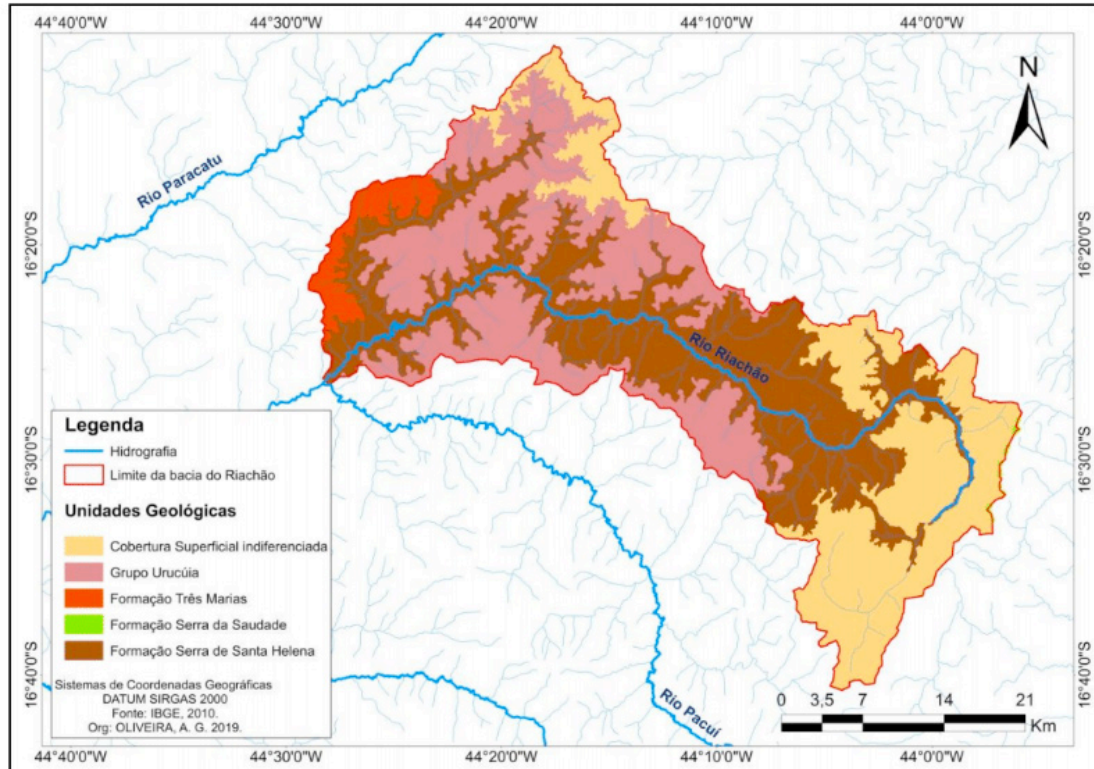 44°40'0"W 44°30'0"W 44°20'0"W 44°10'0"W 44°00'0"W
N
Rio Paracatu
16°20'0"S 16°20'0"S
Rio Riachão
Legenda
Hidrografia
Limite da bacia do Riachão
16°30'0"S 16°30'0"S
Unidades Geológicas
Cobertura Superficial indiferenciada
Grupo Urucúia
Formação Três Marias
Formação Serra da Saudade
Formação Serra de Santa Helena
16°40'0"S 16°40'0"S
Sistemas de Coordenadas Geográficas
DATUM SIRGAS 2000
Fonte: IBGE, 2010.
Org: OLIVEIRA, A. G. 2019.
Rio Pacuí
0 3,5 7 14 21
Km
44°40'0"W 44°30'0"W 44°20'0"W 44°10'0"W 44°00'0"W